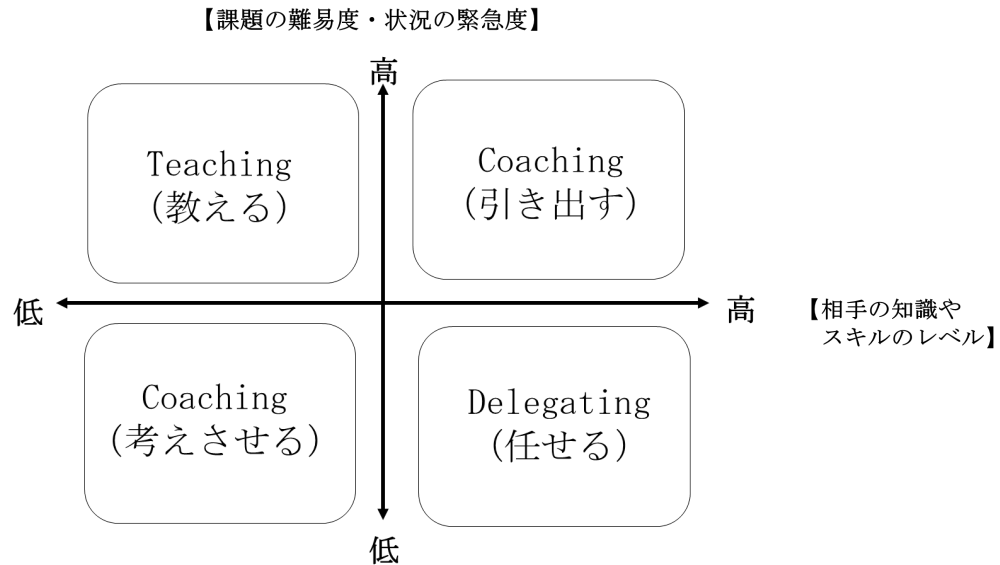 【課題の難易度・状況の緊急度】
高
Teaching
(教える)
Coaching
(引き出す)
低
高
【相手の知識や
スキルのレベル】
Coaching
(考えさせる)
Delegating
(任せる)
低